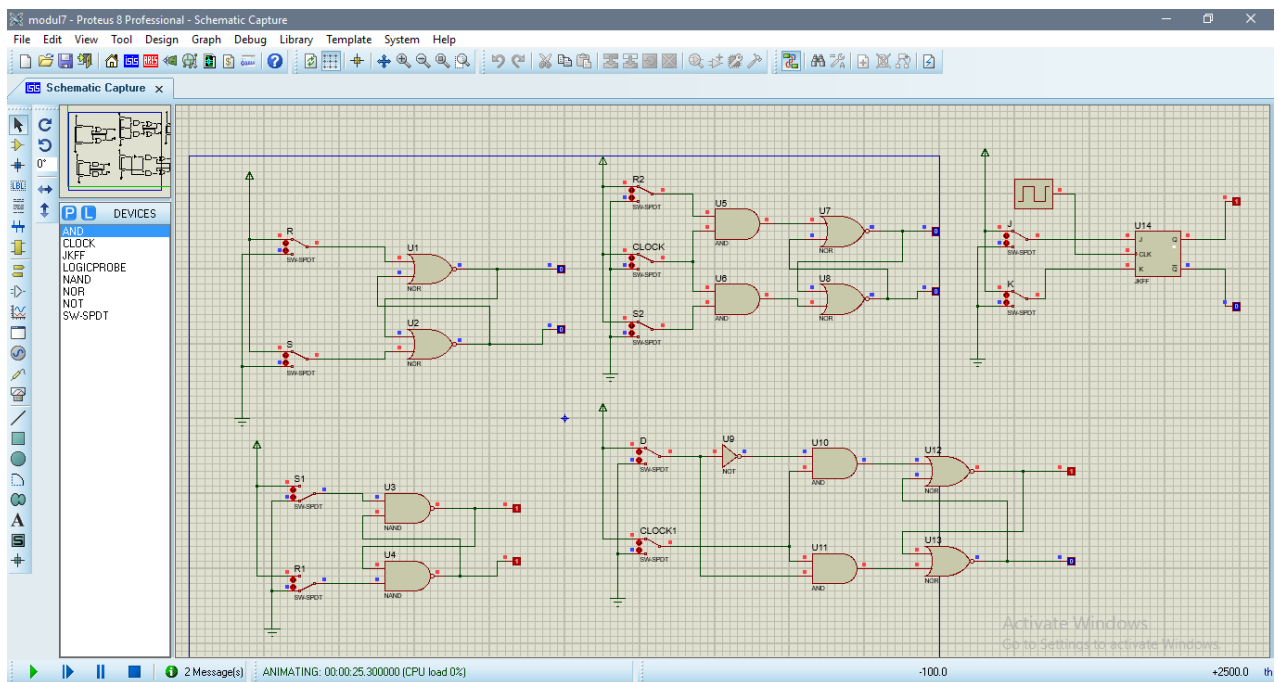 modul7 - Proteus 8 Professional - Schematic Capture
File Edit View Tool Design Graph Debug Library Template System Help
Schematic Capture
0°
LBL
P L DEVICES
AND
CLOCK
JKFF
LOGICPROBE
NAND
NOR
NOT
SW-SPDT
R
SW-SPDT
U1
NOR
0
S
SW-SPDT
U2
NOR
0
R2
SW-SPDT
U5
AND
U7
NOR
0
CLOCK
SW-SPDT
U6
AND
U8
NOR
0
S2
SW-SPDT
J
SW-SPDT
K
SW-SPDT
U14
J Q
CLK
K Q
JKFF
1
0
S1
SW-SPDT
U3
NAND
1
R1
SW-SPDT
U4
NAND
1
D
SW-SPDT
U9
NOT
U10
AND
U12
NOR
1
CLOCK1
SW-SPDT
U11
AND
U13
NOR
0
Activate Windows
Go to Settings to activate Windows.
2 Message(s) ANIMATING: 00:00:25.300000 (CPU load 0%) -100.0 +2500.0 th